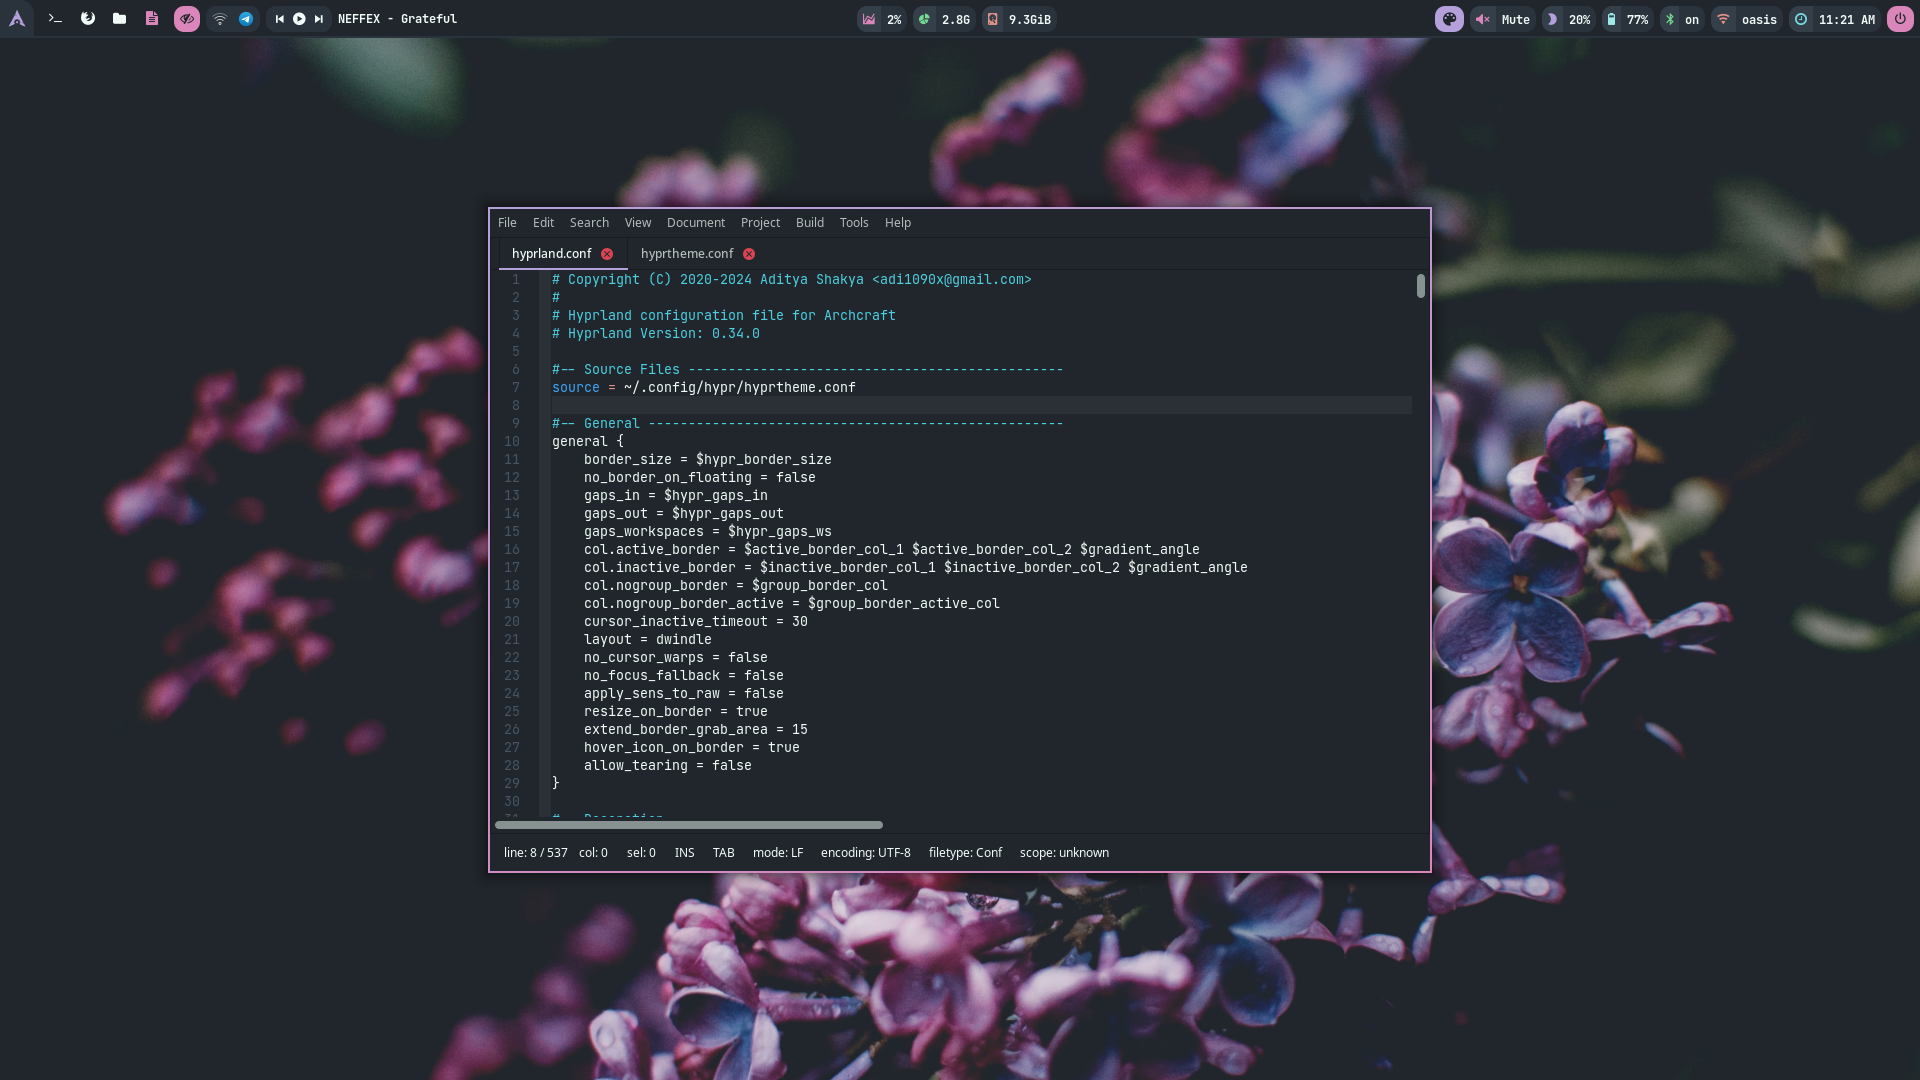 NEFFEX - Grateful
2%
2.8G
9.3GiB
Mute
20%
77%
on
oasis
11:21 AM
File Edit Search View Document Project Build Tools Help
hyprland.conf hyprtheme.conf
1 # Copyright (C) 2020-2024 Aditya Shakya <adi1090x@gmail.com>
2 #
3 # Hyprland configuration file for Archcraft
4 # Hyprland Version: 0.34.0
5
6 #-- Source Files -----------------------------------------------
7 source = ~/.config/hypr/hyprtheme.conf
8
9 #-- General ----------------------------------------------------
10 general {
11 border_size = $hypr_border_size
12 no_border_on_floating = false
13 gaps_in = $hypr_gaps_in
14 gaps_out = $hypr_gaps_out
15 gaps_workspaces = $hypr_gaps_ws
16 col.active_border = $active_border_col_1 $active_border_col_2 $gradient_angle
17 col.inactive_border = $inactive_border_col_1 $inactive_border_col_2 $gradient_angle
18 col.nogroup_border = $group_border_col
19 col.nogroup_border_active = $group_border_active_col
20 cursor_inactive_timeout = 30
21 layout = dwindle
22 no_cursor_warps = false
23 no_focus_fallback = false
24 apply_sens_to_raw = false
25 resize_on_border = true
26 extend_border_grab_area = 15
27 hover_icon_on_border = true
28 allow_tearing = false
29 }
30
line: 8 / 537 col: 0 sel: 0 INS TAB mode: LF encoding: UTF-8 filetype: Conf scope: unknown